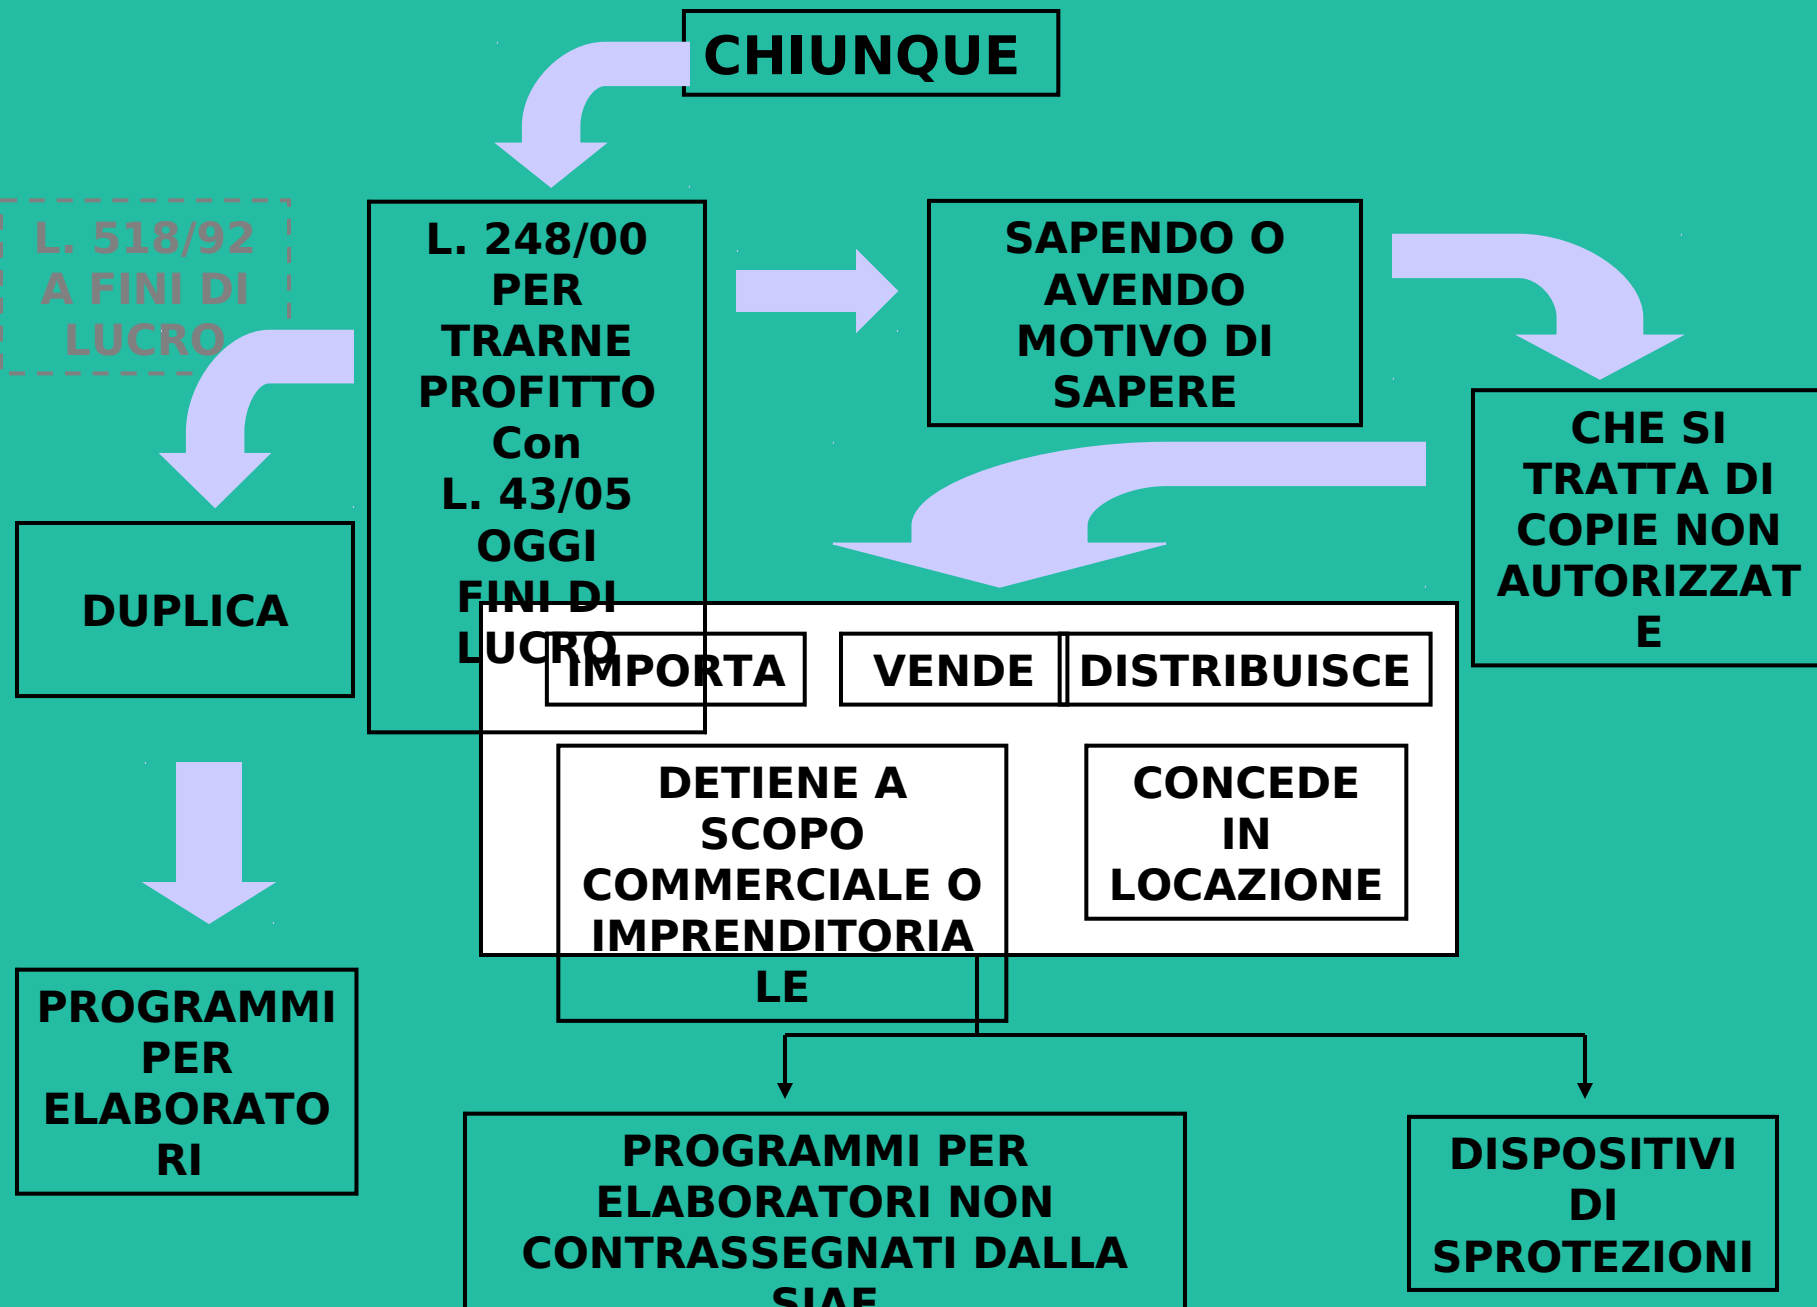 CHIUNQUE
L. 518/92
A FINI DI
LUCRO
L. 248/00
PER
TRARNE
PROFITTO
Con
L. 43/05
OGGI
FINI DI
LUCRO
SAPENDO O
AVENDO
MOTIVO DI
SAPERE
CHE SI
TRATTA DI
COPIE NON
AUTORIZZAT
E
DUPLICA
IMPORTA
VENDE
DISTRIBUISCE
DETIENE A
SCOPO
COMMERCIALE O
IMPRENDITORIA
LE
CONCEDE
IN
LOCAZIONE
PROGRAMMI
PER
ELABORATO
RI
PROGRAMMI PER
ELABORATORI NON
CONTRASSEGNATI DALLA
SIAE
DISPOSITIVI
DI
SPROTEZIONI